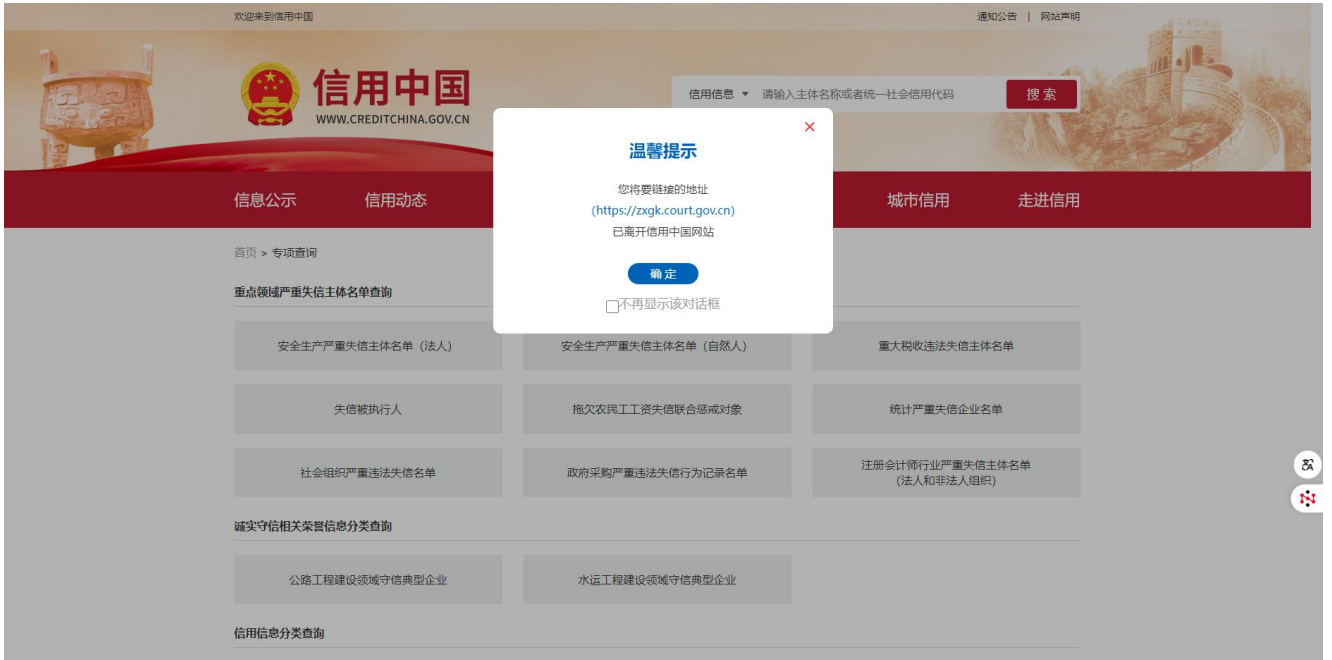 欢迎来到信用中国
通知公告 | 网站声明
信用中国
WWW.CREDITCHINA.GOV.CN
信用信息 ▼ 请输入主体名称或者统一社会信用代码
搜索
信息公示 信用动态 城市信用 走进信用
×
温馨提示
您将要链接的地址
(https://zxgk.court.gov.cn)
已离开信用中国网站
确定
不再显示该对话框
首页 > 专项查询
重点领域严重失信主体名单查询
安全生产严重失信主体名单（法人） 安全生产严重失信主体名单（自然人） 重大税收违法失信主体名单
失信被执行人 拖欠农民工工资失信联合惩戒对象 统计严重失信企业名单
社会组织严重违法失信名单 政府采购严重违法失信行为记录名单 注册会计师行业严重失信主体名单
(法人和非法人组织)
诚实守信相关荣誉信息分类查询
公路工程建设领域守信典型企业 水运工程建设领域守信典型企业
信用信息分类查询